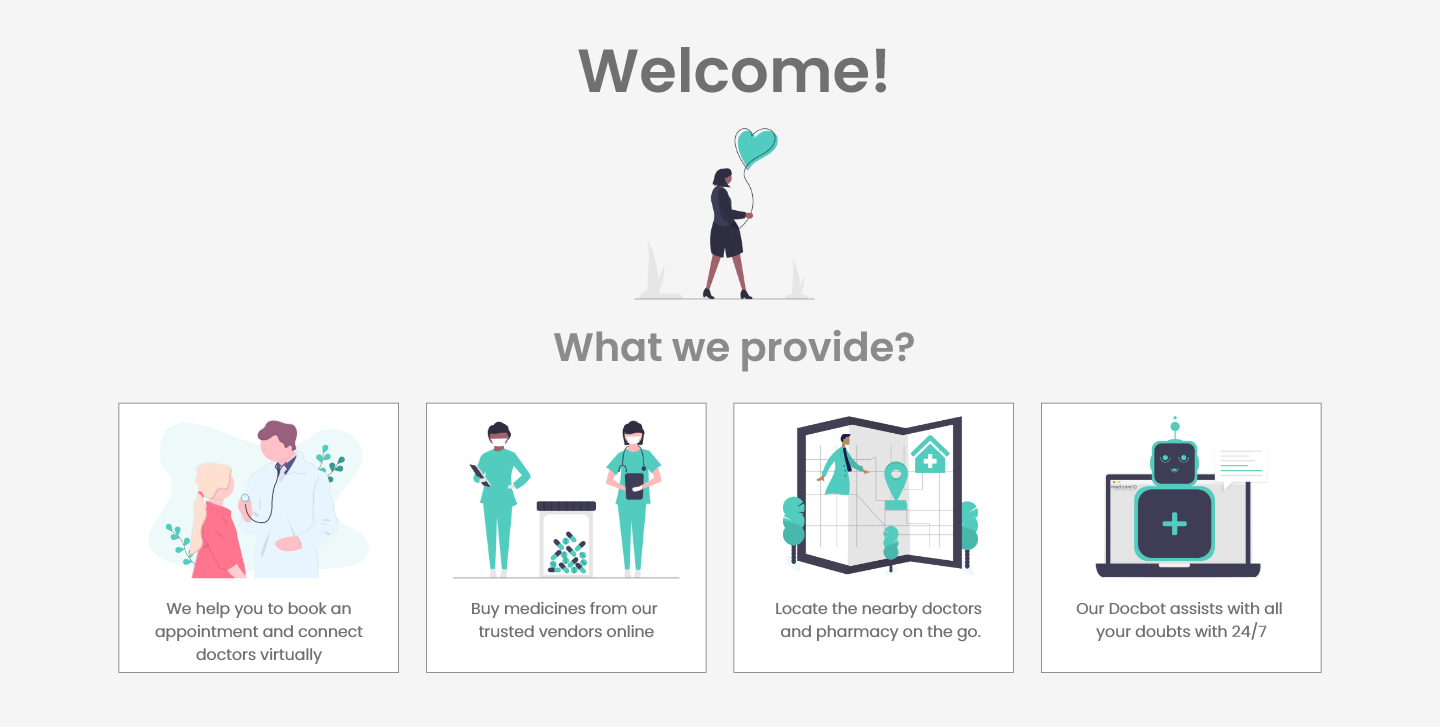 Welcome!
What we provide?
We help you to book an
appointment and connect
doctors virtually
Buy medicines from our
trusted vendors online
Locate the nearby doctors
and pharmacy on the go.
Our Docbot assists with all
your doubts with 24/7
med care